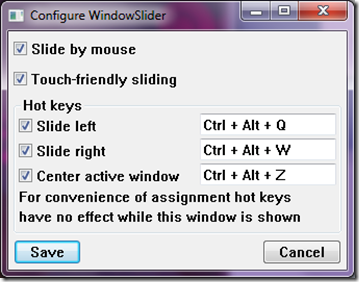 Configure WindowSlider
Slide by mouse
Touch-friendly sliding
Hot keys
Slide left Ctrl + Alt + Q
Slide right Ctrl + Alt + W
Center active window Ctrl + Alt + Z
For convenience of assignment hot keys
have no effect while this window is shown
Save Cancel